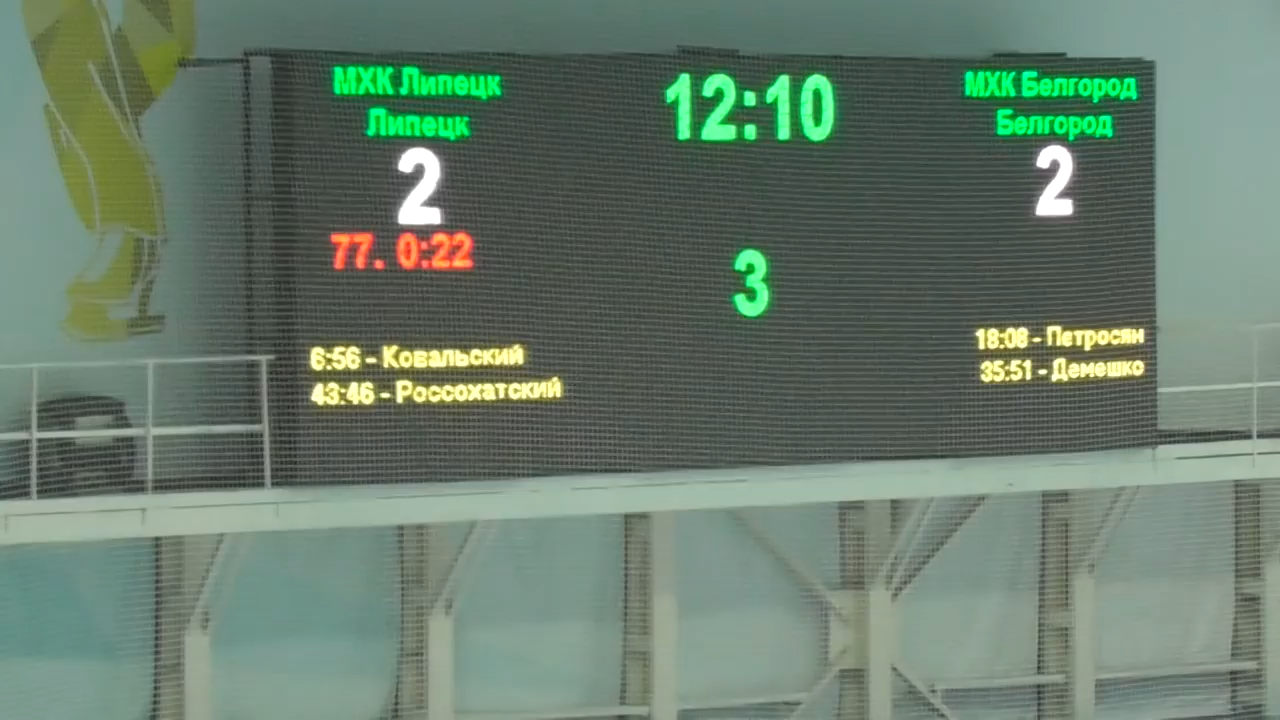 МХК Липецк
Липецк
2
77. 0:22
12:10
3
МХК Белгород
Белгород
2
6:56 - Ковальский
43:46 - Россохатский
18:08 - Петросян
35:51 - Демешко